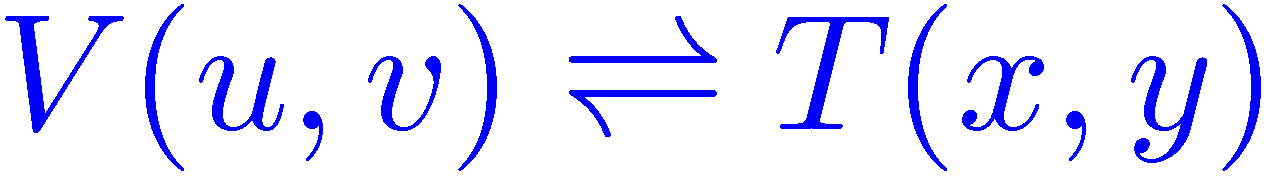 V(u, v) ⇌ T(x, y)